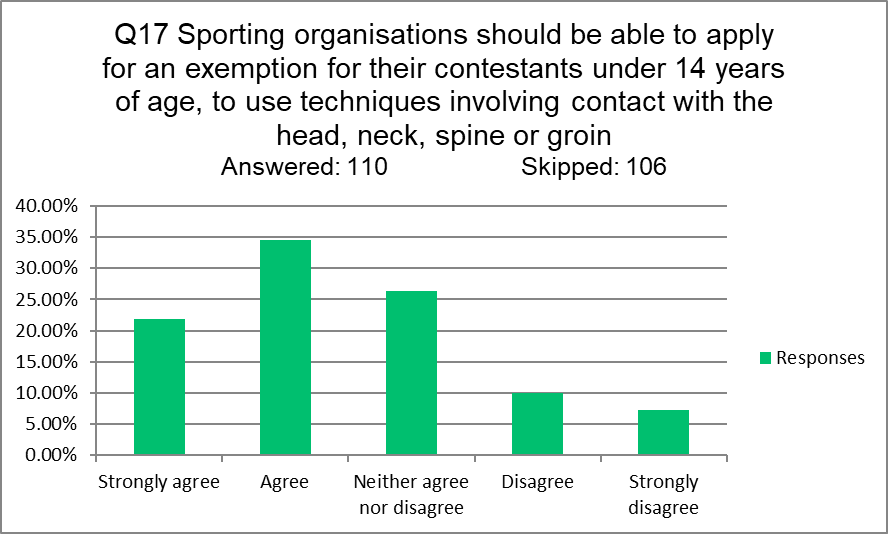 Q17 Sporting organisations should be able to apply
for an exemption for their contestants under 14 years
of age, to use techniques involving contact with the
head, neck, spine or groin
Answered: 110 Skipped: 106
40.00%
35.00%
30.00%
25.00%
20.00%
15.00%
10.00%
5.00%
0.00%
Responses
Strongly agree Agree Neither agree Disagree Strongly
nor disagree disagree